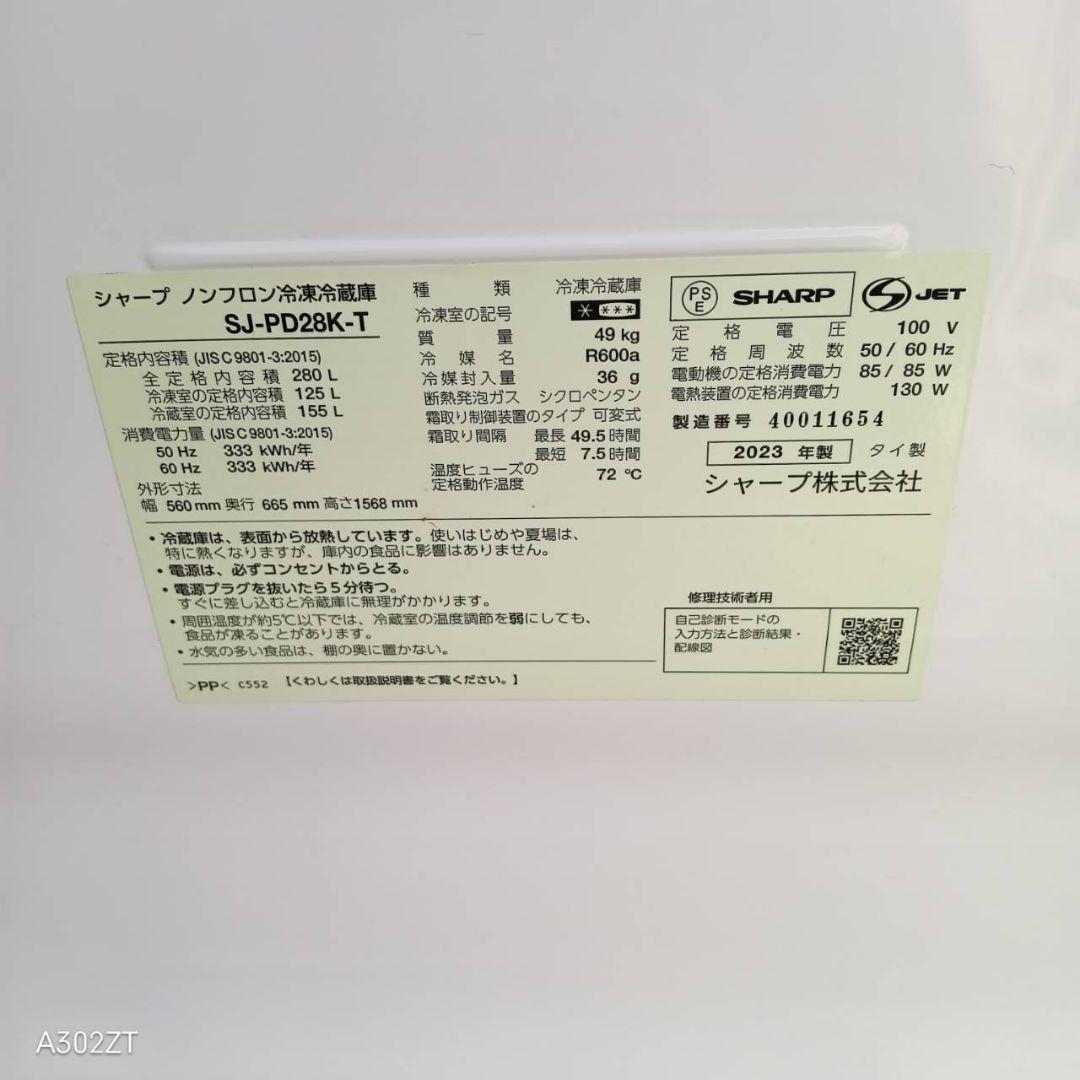 シャープ ノンフロン冷凍冷蔵庫
SJ-PD28K-T
定格内容積 (JIS C 9801-3:2015)
全定格内容積 280 L
冷凍室の定格内容積 125 L
冷蔵室の定格内容積 155 L
消費電力量 (JIS C 9801-3:2015)
50 Hz 333 kWh/年
60 Hz 333 kWh/年
外形寸法
幅 560 mm 奥行 665 mm 高さ1568 mm
種類 冷凍冷蔵庫
冷凍室の記号 * ***
質量 49 kg
冷媒名 R600a
冷媒封入量 36 g
断熱発泡ガス シクロペンタン
霜取り制御装置のタイプ 可変式
霜取り間隔 最長 49.5 時間
最短 7.5 時間
温度ヒューズの
定格動作温度 72 ℃
PS
E
SHARP
JET
定格電圧 100 V
定格周波数 50 / 60 Hz
電動機の定格消費電力 85 / 85 W
電熱装置の定格消費電力 130 W
製造番号 40011654
2023 年製 タイ製
シャープ株式会社
・冷蔵庫は、表面から放熱しています。使いはじめや夏場は、
特に熱くなりますが、庫内の食品に影響はありません。
・電源は、必ずコンセントからとる。
・電源プラグを抜いたら5分待つ。
すぐに差し込むと冷蔵庫に無理がかかります。
・周囲温度が約5℃以下では、冷蔵室の温度調節を弱にしても、
食品が凍ることがあります。
・水気の多い食品は、棚の奥に置かない。
>PP< C552 【くわしくは取扱説明書をご覧ください。】
修理技術者用
自己診断モードの
入力方法と診断結果・
配線図
A302ZT